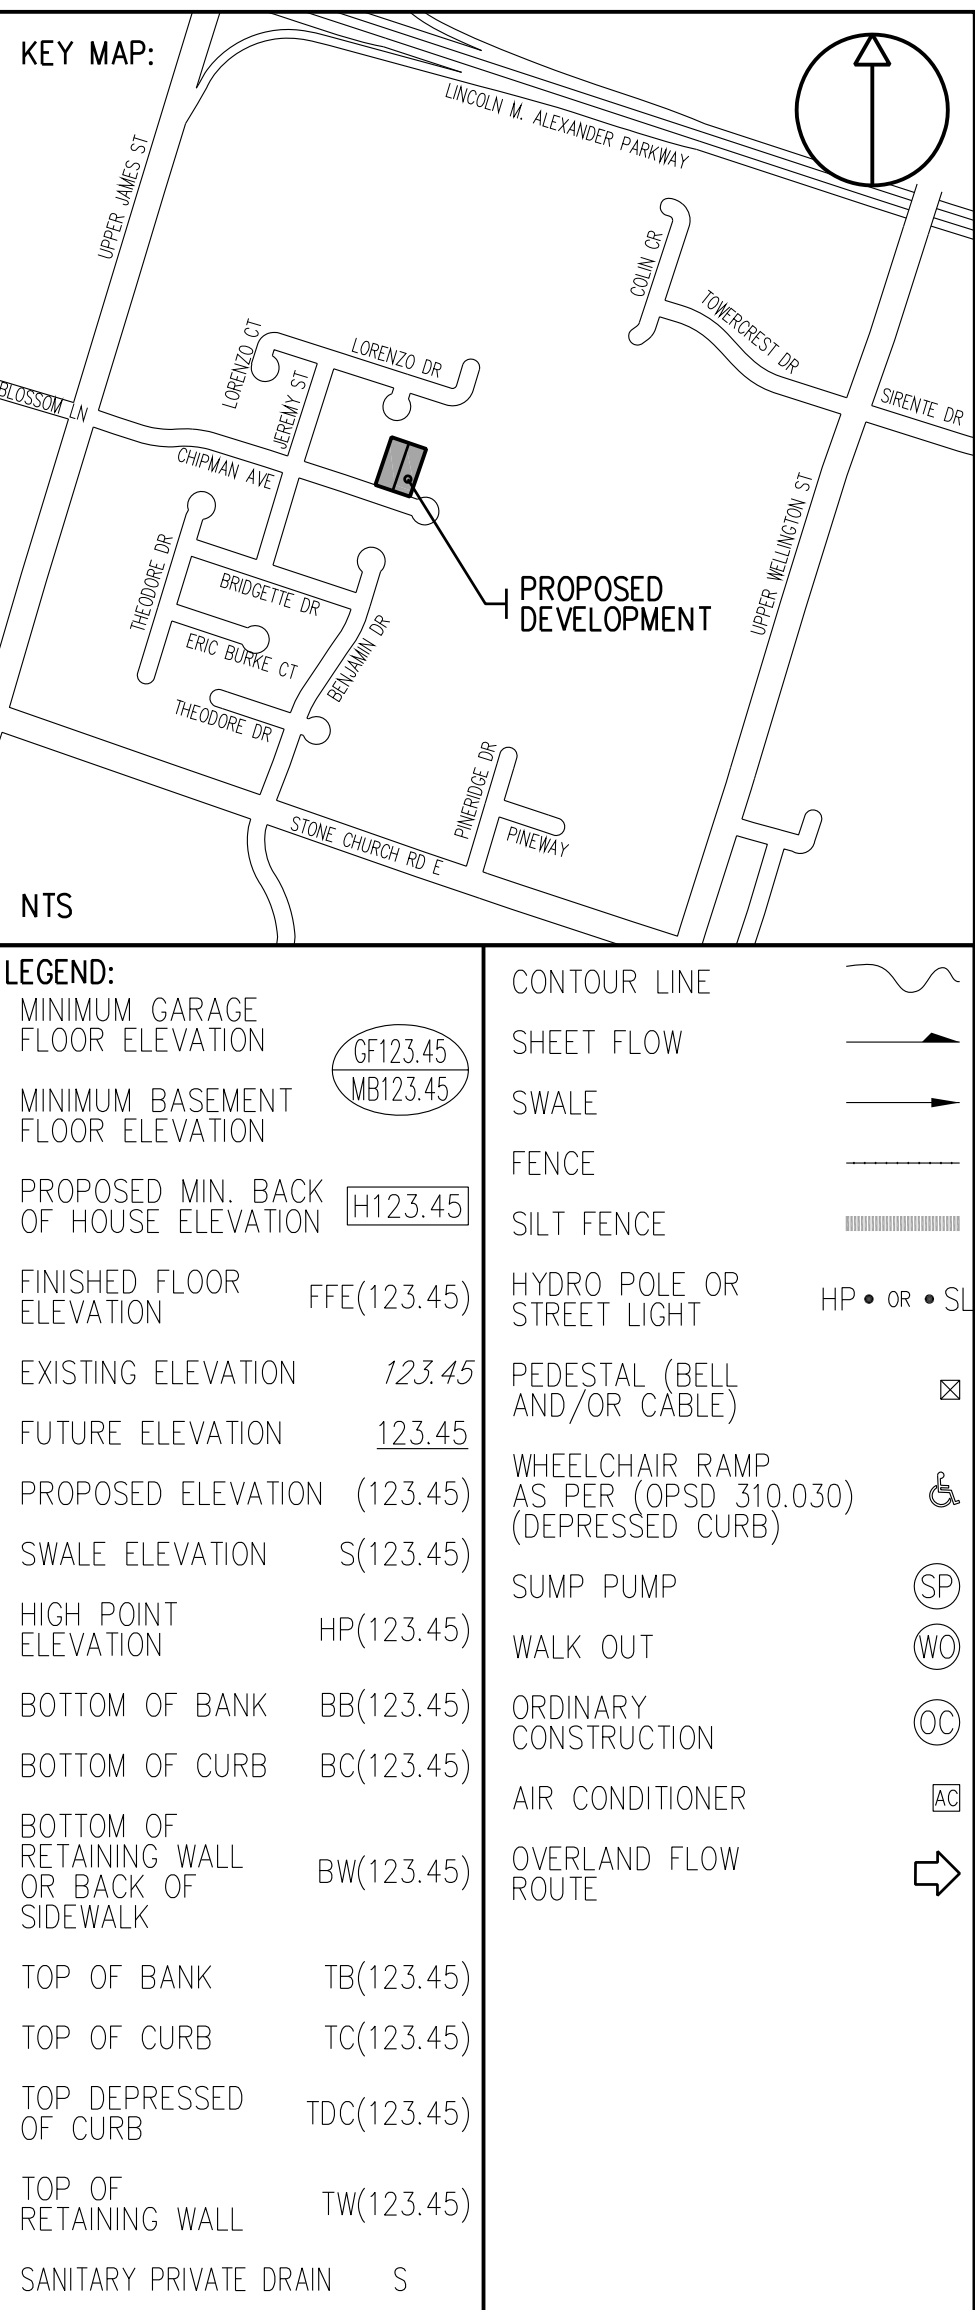 KEY MAP:
LINCOLN M. ALEXANDER PARKWAY
UPPER JAMES ST
COLIN CR
TOWERCREST DR
LORENZO CT
LORENZO DR
JEREMY ST
BLOSSOM LN
SIRENTE DR
CHIPMAN AVE
UPPER WELLINGTON ST
THEODORE DR
BRIDGETTE DR
PROPOSED
DEVELOPMENT
ERIC BURKE CT
BENJAMIN DR
THEODORE DR
PINERIDGE DR
STONE CHURCH RD E
PINEWAY
NTS
LEGEND:
MINIMUM GARAGE
FLOOR ELEVATION
GF123.45
MB123.45
MINIMUM BASEMENT
FLOOR ELEVATION
PROPOSED MIN. BACK
OF HOUSE ELEVATION
H123.45
FINISHED FLOOR
ELEVATION
FFE(123.45)
EXISTING ELEVATION 123.45
FUTURE ELEVATION 123.45
PROPOSED ELEVATION (123.45)
SWALE ELEVATION S(123.45)
HIGH POINT
ELEVATION
HP(123.45)
BOTTOM OF BANK BB(123.45)
BOTTOM OF CURB BC(123.45)
BOTTOM OF
RETAINING WALL
OR BACK OF
SIDEWALK
BW(123.45)
TOP OF BANK TB(123.45)
TOP OF CURB TC(123.45)
TOP DEPRESSED
OF CURB
TDC(123.45)
TOP OF
RETAINING WALL
TW(123.45)
SANITARY PRIVATE DRAIN S
CONTOUR LINE
SHEET FLOW
SWALE
FENCE
SILT FENCE
HYDRO POLE OR
STREET LIGHT
HP • OR • SL
PEDESTAL (BELL
AND/OR CABLE)
WHEELCHAIR RAMP
AS PER (OPSD 310.030)
(DEPRESSED CURB)
SUMP PUMP SP
WALK OUT WO
ORDINARY
CONSTRUCTION
OC
AIR CONDITIONER AC
OVERLAND FLOW
ROUTE